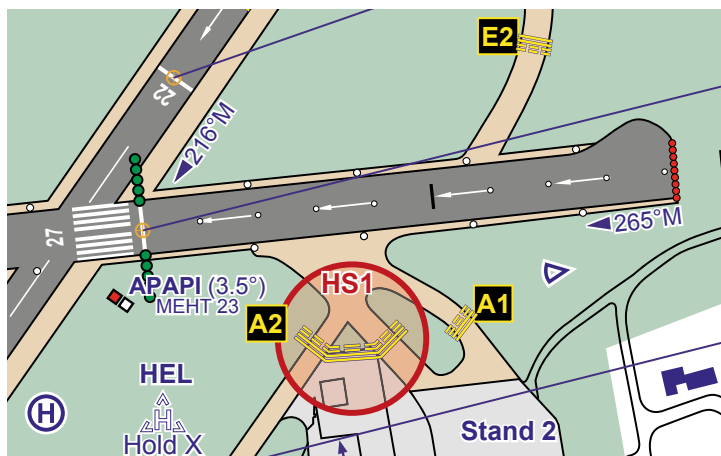 E2
22
216°M
27
265°M
APAPI (3.5°)
MEHT 23
HS1
A2
A1
HEL
H
H
Hold X
Stand 2